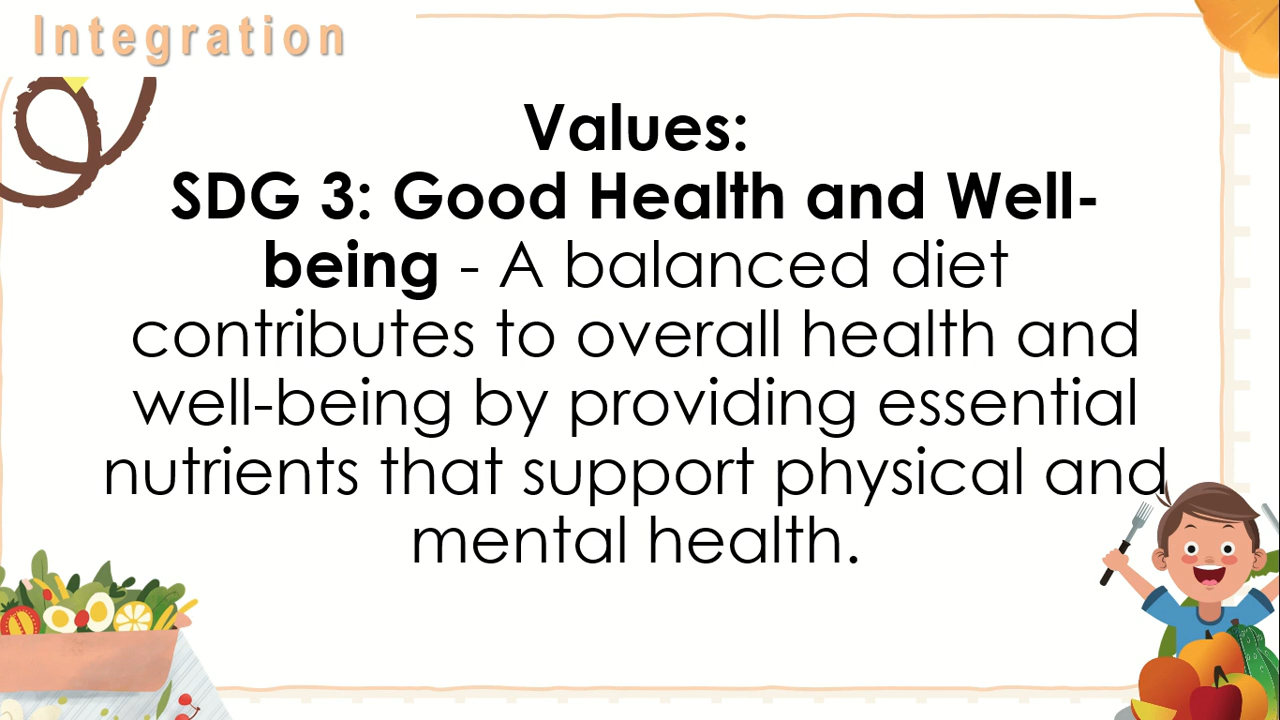 Integration
Values:
SDG 3: Good Health and Well-
being - A balanced diet
contributes to overall health and
well-being by providing essential
nutrients that support physical and
mental health.